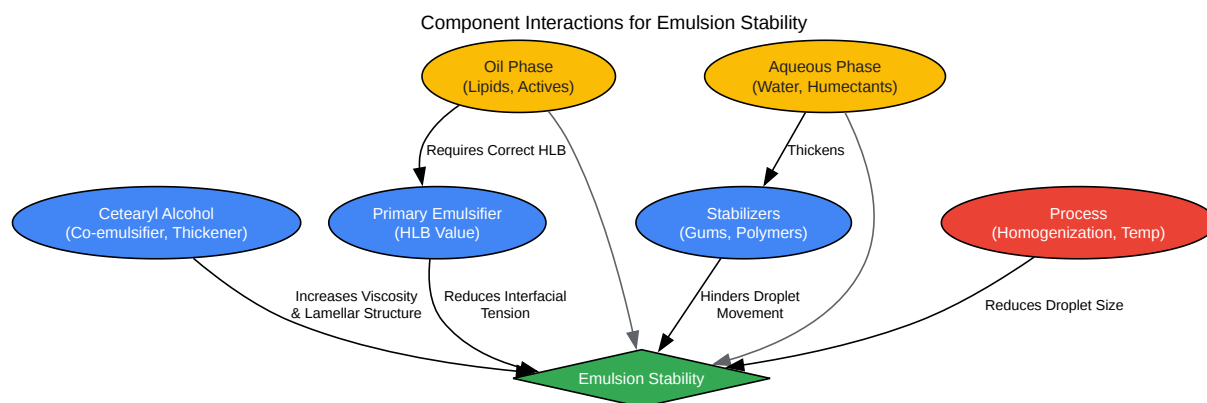 Component Interactions for Emulsion Stability
Oil Phase
(Lipids, Actives)
Aqueous Phase
(Water, Humectants)
Requires Correct HLB
Thickens
Cetearyl Alcohol
(Co-emulsifier, Thickener)
Primary Emulsifier
(HLB Value)
Stabilizers
(Gums, Polymers)
Process
(Homogenization, Temp)
Increases Viscosity
& Lamellar Structure
Reduces Interfacial
Tension
Hinders Droplet
Movement
Reduces Droplet Size
Emulsion Stability